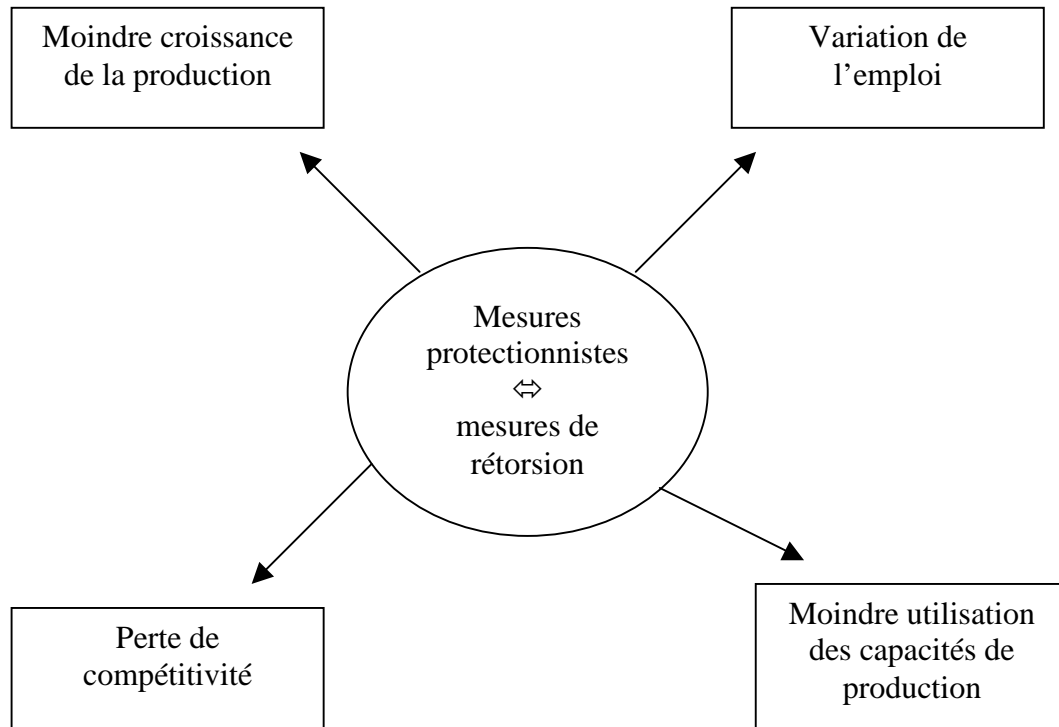 Moindre croissance
de la production
Variation de
l’emploi
Mesures
protectionnistes
⬄
mesures de
rétorsion
Perte de
compétitivité
Moindre utilisation
des capacités de
production